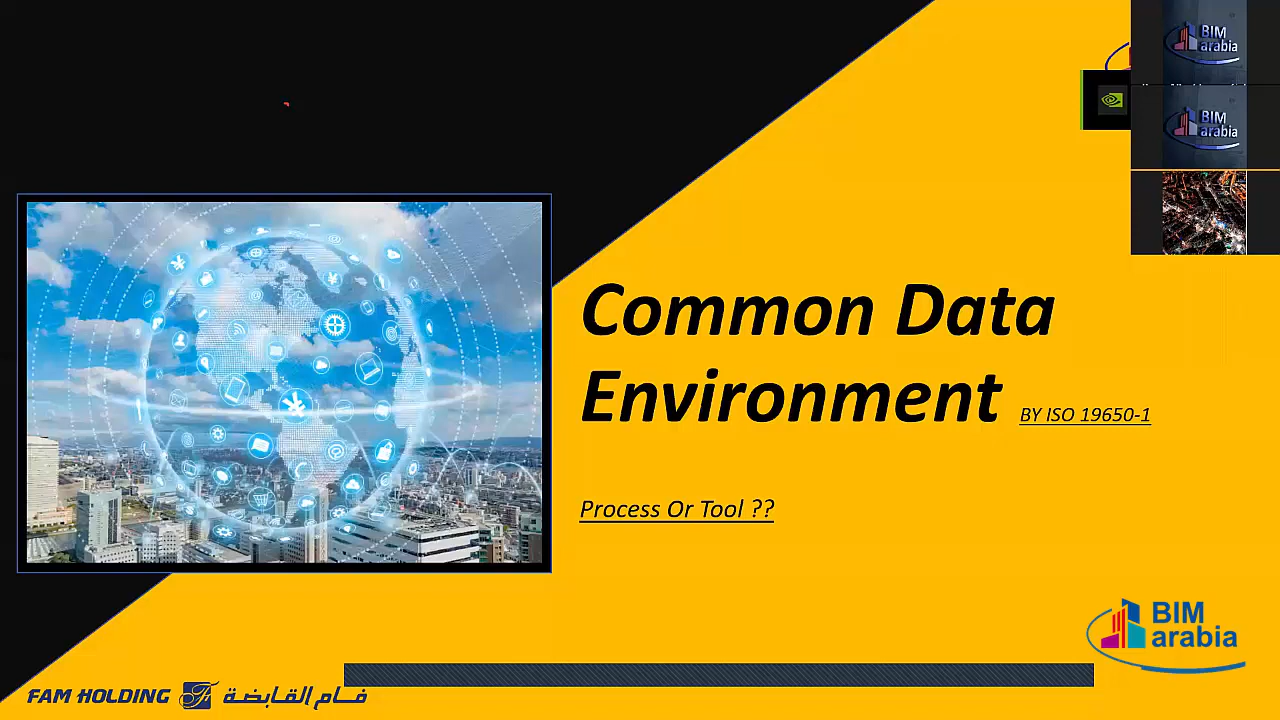 BIM
arabia
BIM
arabia
Common Data
Environment BY ISO 19650-1
Process Or Tool ??
BIM
arabia
FAM HOLDING فام القابضة